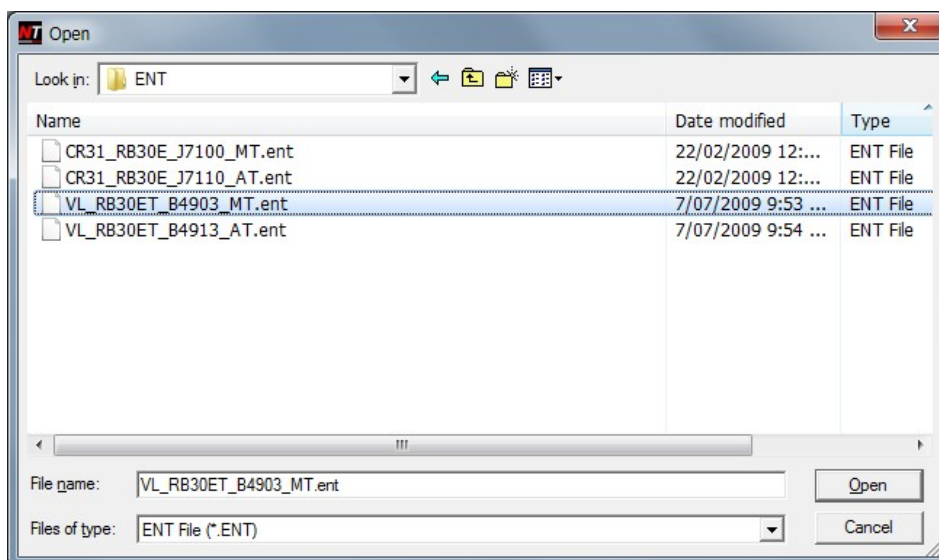 NT Open
Look in: ENT
Name Date modified Type
CR31_RB30E_J7100_MT.ent 22/02/2009 12:... ENT File
CR31_RB30E_J7110_AT.ent 22/02/2009 12:... ENT File
VL_RB30ET_B4903_MT.ent 7/07/2009 9:53 ... ENT File
VL_RB30ET_B4913_AT.ent 7/07/2009 9:54 ... ENT File
File name: VL_RB30ET_B4903_MT.ent Open
Files of type: ENT File (*.ENT) Cancel